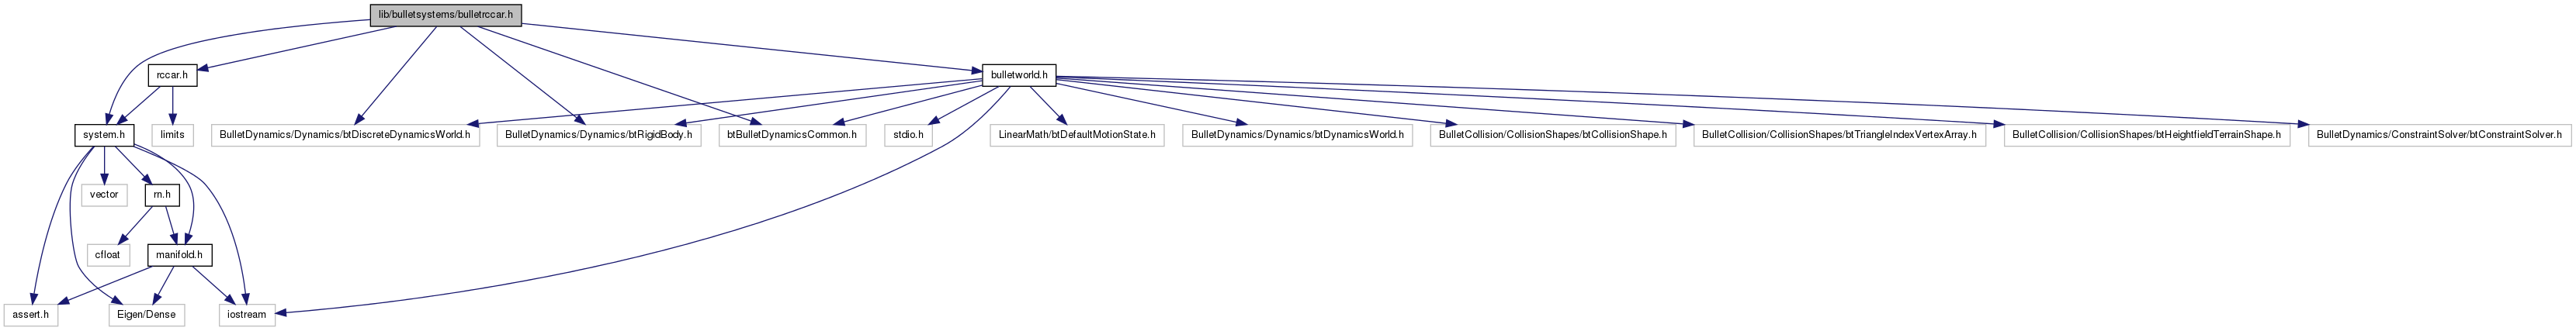 lib/bulletsystems/bulletrccar.h
rccar.h
bulletworld.h
system.h
limits
BulletDynamics/Dynamics/btDiscreteDynamicsWorld.h
BulletDynamics/Dynamics/btRigidBody.h
btBulletDynamicsCommon.h
stdio.h
LinearMath/btDefaultMotionState.h
BulletDynamics/Dynamics/btDynamicsWorld.h
BulletCollision/CollisionShapes/btCollisionShape.h
BulletCollision/CollisionShapes/btTriangleIndexVertexArray.h
BulletCollision/CollisionShapes/btHeightfieldTerrainShape.h
BulletDynamics/ConstraintSolver/btConstraintSolver.h
vector
rn.h
cfloat
manifold.h
assert.h
Eigen/Dense
iostream